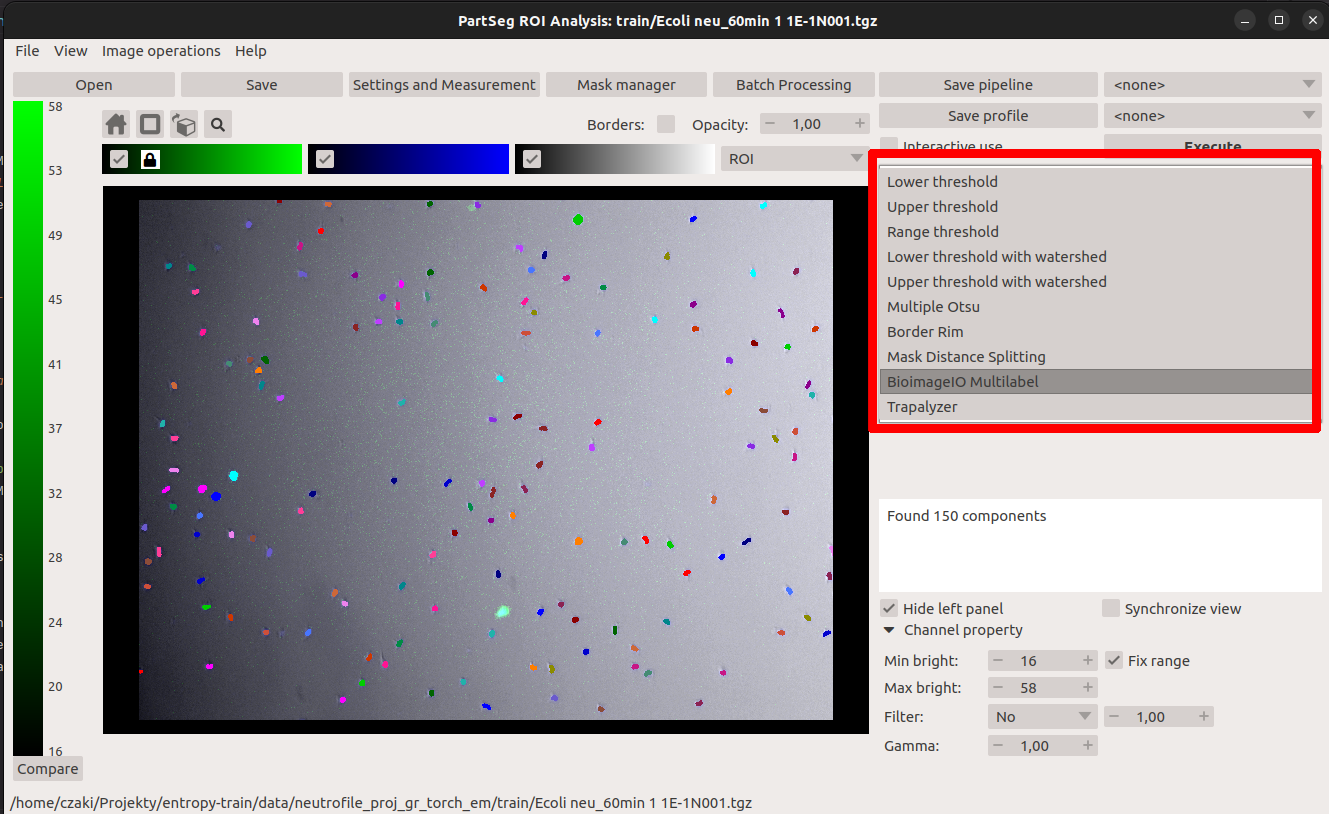 PartSeg ROI Analysis: train/Ecoli neu_60min 1 1E-1N001.tgz
File View Image operations Help
Open Save Settings and Measurement Mask manager Batch Processing Save pipeline <none>
Save profile <none>
Borders: Opacity: 1,00
Interactive use Execute
ROI
58
53
49
45
41
37
32
28
24
20
16
Compare
Lower threshold
Upper threshold
Range threshold
Lower threshold with watershed
Upper threshold with watershed
Multiple Otsu
Border Rim
Mask Distance Splitting
BioimageIO Multilabel
Trapalyzer
Found 150 components
Hide left panel Synchronize view
Channel property
Min bright: 16 Fix range
Max bright: 58
Filter: No 1,00
Gamma: 1,00
/home/czaki/Projekty/entropy-train/data/neutrofile_proj_gr_torch_em/train/Ecoli neu_60min 1 1E-1N001.tgz